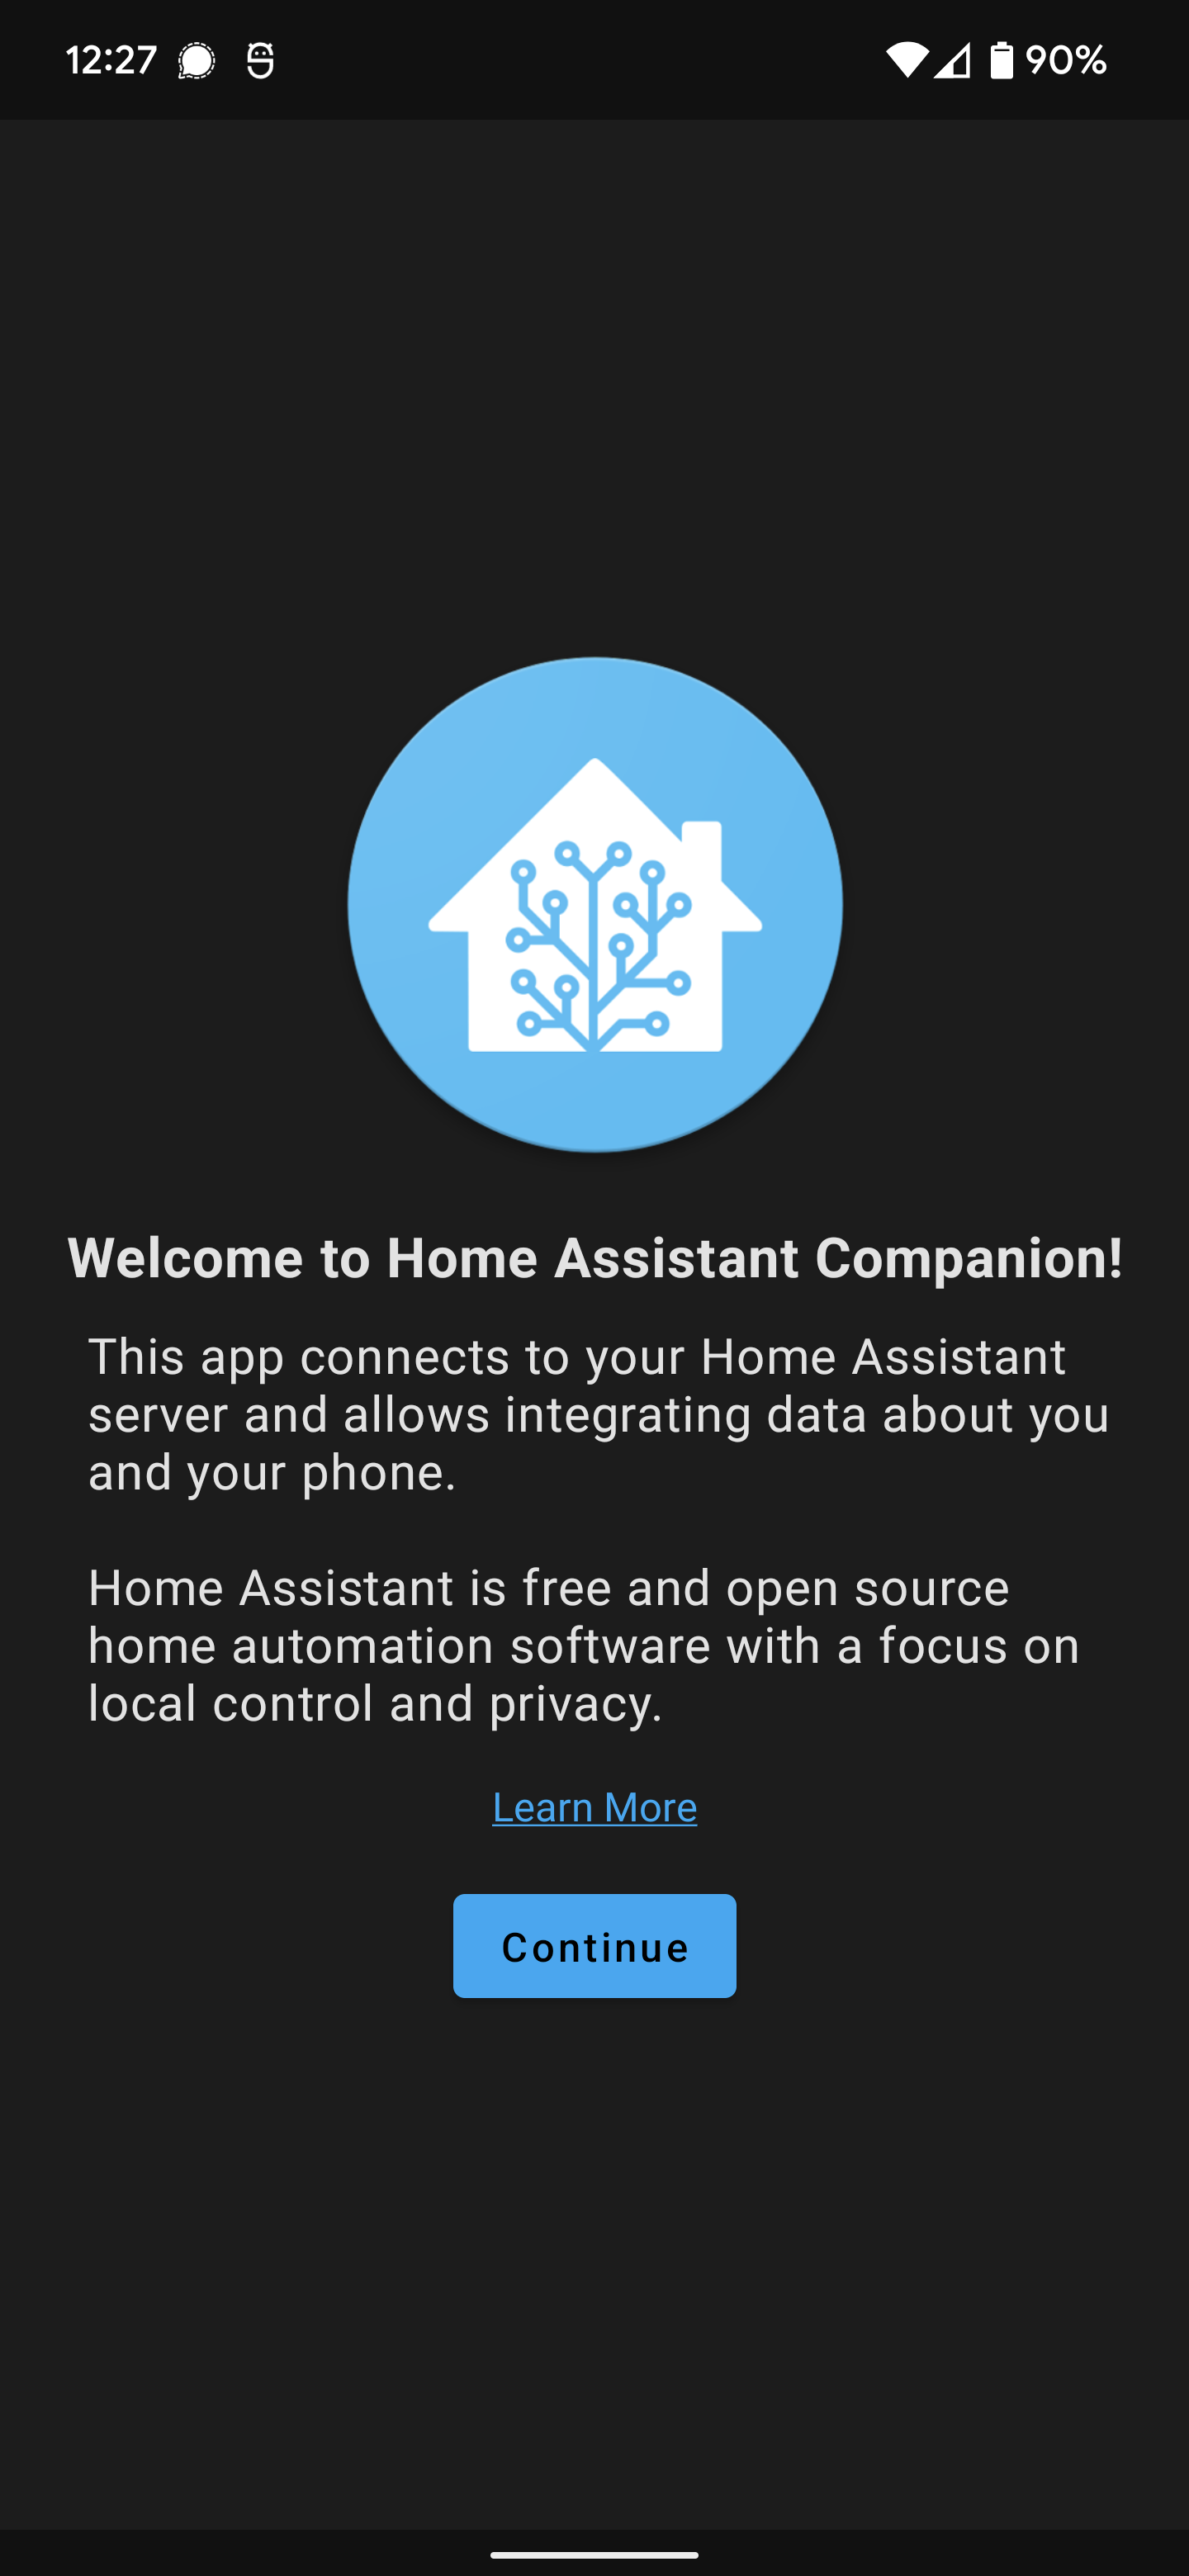 12:27 90%
Welcome to Home Assistant Companion!
This app connects to your Home Assistant
server and allows integrating data about you
and your phone.
Home Assistant is free and open source
home automation software with a focus on
local control and privacy.
Learn More
Continue